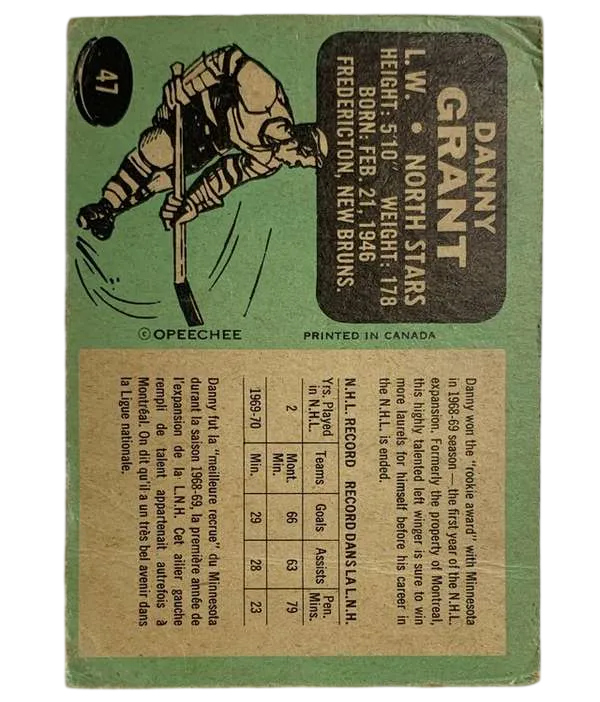 47
DANNY
GRANT
L. W. • NORTH STARS
HEIGHT: 5'10" WEIGHT: 178
BORN: FEB. 21, 1946
FREDERICTON, NEW BRUNS.
© OPEECHEE
PRINTED IN CANADA
Danny won the "rookie award" with Minnesota
in 1968-69 season — the first year of the N.H.L.
expansion. Formerly the property of Montreal,
this highly talented left winger is sure to win
more laurels for himself before his career in
the N.H.L. is ended.
N.H.L. RECORD RECORD DANS LA L.N.H.
Yrs. Played in N.H.L. Teams Goals Assists Pen. Mins.
2 Mont. Min. 66 63 79
1969-70 Min. 29 28 23
Danny fut la "meilleure recrue" du Minnesota
durant la saison 1968-69, la première année de
l'expansion de la L.N.H. Cet ailier gauche
rempli de talent appartenait autrefois à
Montréal. On dit qu'il a un très bel avenir dans
la Ligue nationale.